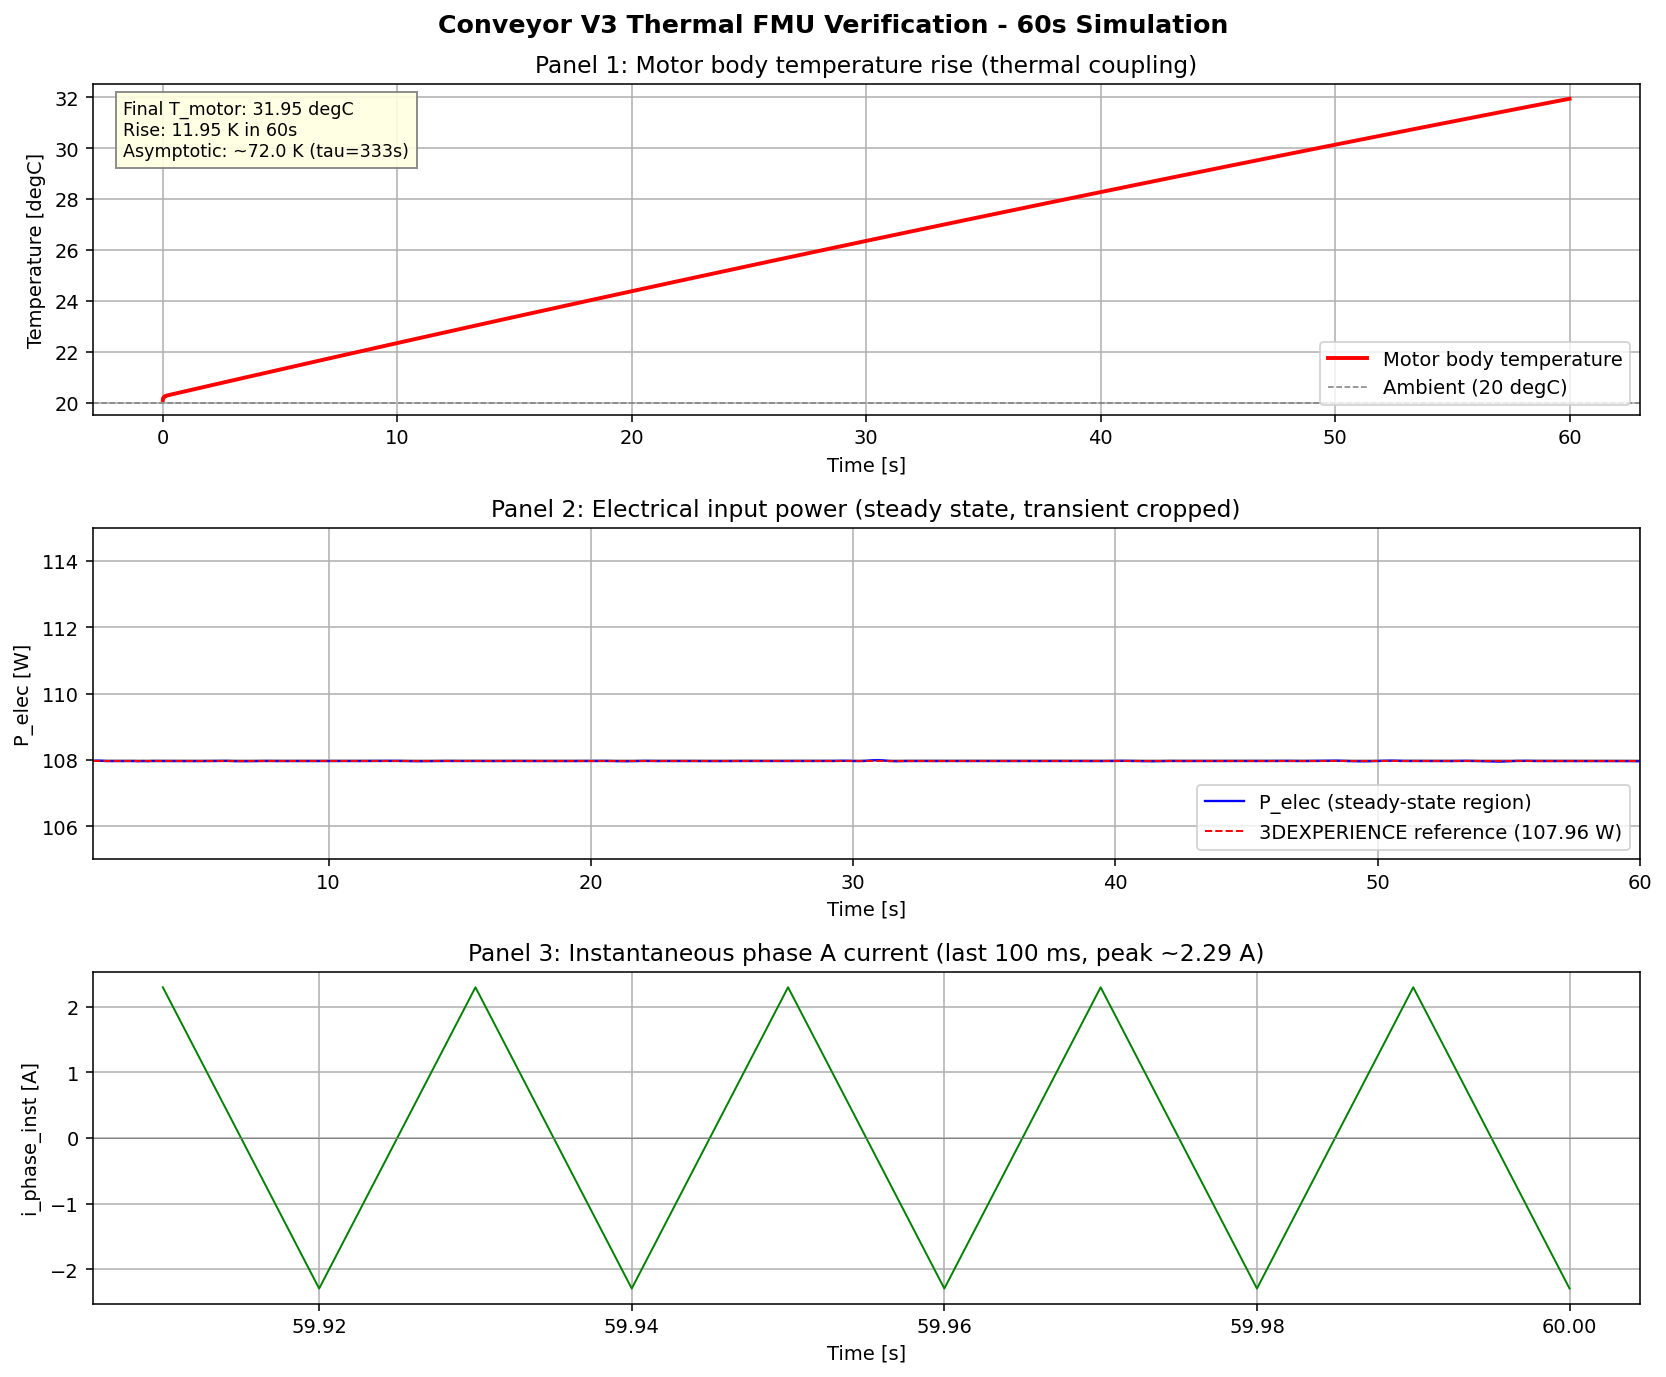 Conveyor V3 Thermal FMU Verification - 60s Simulation
Panel 1: Motor body temperature rise (thermal coupling)
Temperature [degC]
32
30
28
26
24
22
20
Final T_motor: 31.95 degC
Rise: 11.95 K in 60s
Asymptotic: ~72.0 K (tau=333s)
Motor body temperature
Ambient (20 degC)
0 10 20 30 40 50 60
Time [s]
Panel 2: Electrical input power (steady state, transient cropped)
P_elec [W]
114
112
110
108
106
P_elec (steady-state region)
3DEXPERIENCE reference (107.96 W)
10 20 30 40 50 60
Time [s]
Panel 3: Instantaneous phase A current (last 100 ms, peak ~2.29 A)
i_phase_inst [A]
2
1
0
−1
−2
59.92 59.94 59.96 59.98 60.00
Time [s]